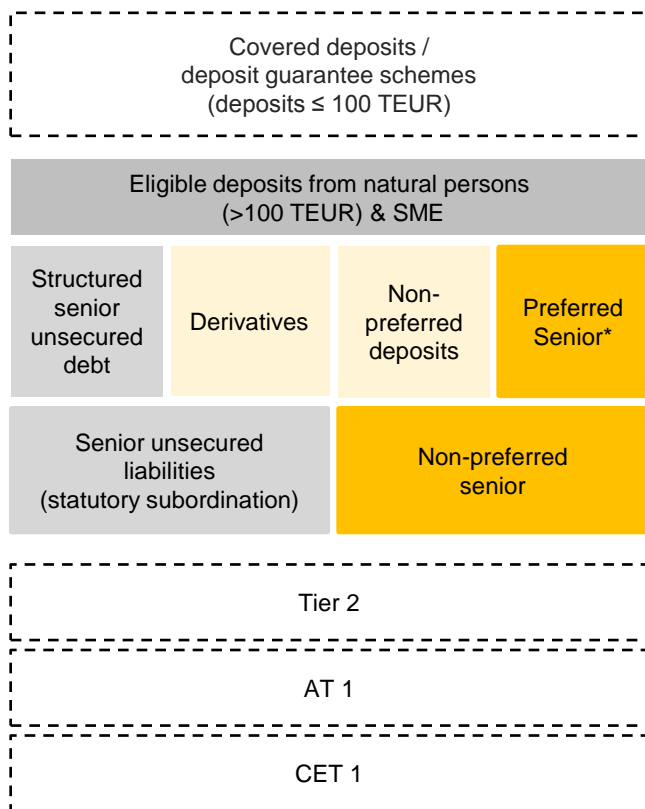 Covered deposits /
deposit guarantee schemes
(deposits ≤ 100 TEUR)
Eligible deposits from natural persons
(>100 TEUR) & SME
Structured
senior
unsecured
debt
Derivatives
Non-
preferred
deposits
Preferred
Senior*
Senior unsecured
liabilities
(statutory subordination)
Non-preferred
senior
Tier 2
AT 1
CET 1